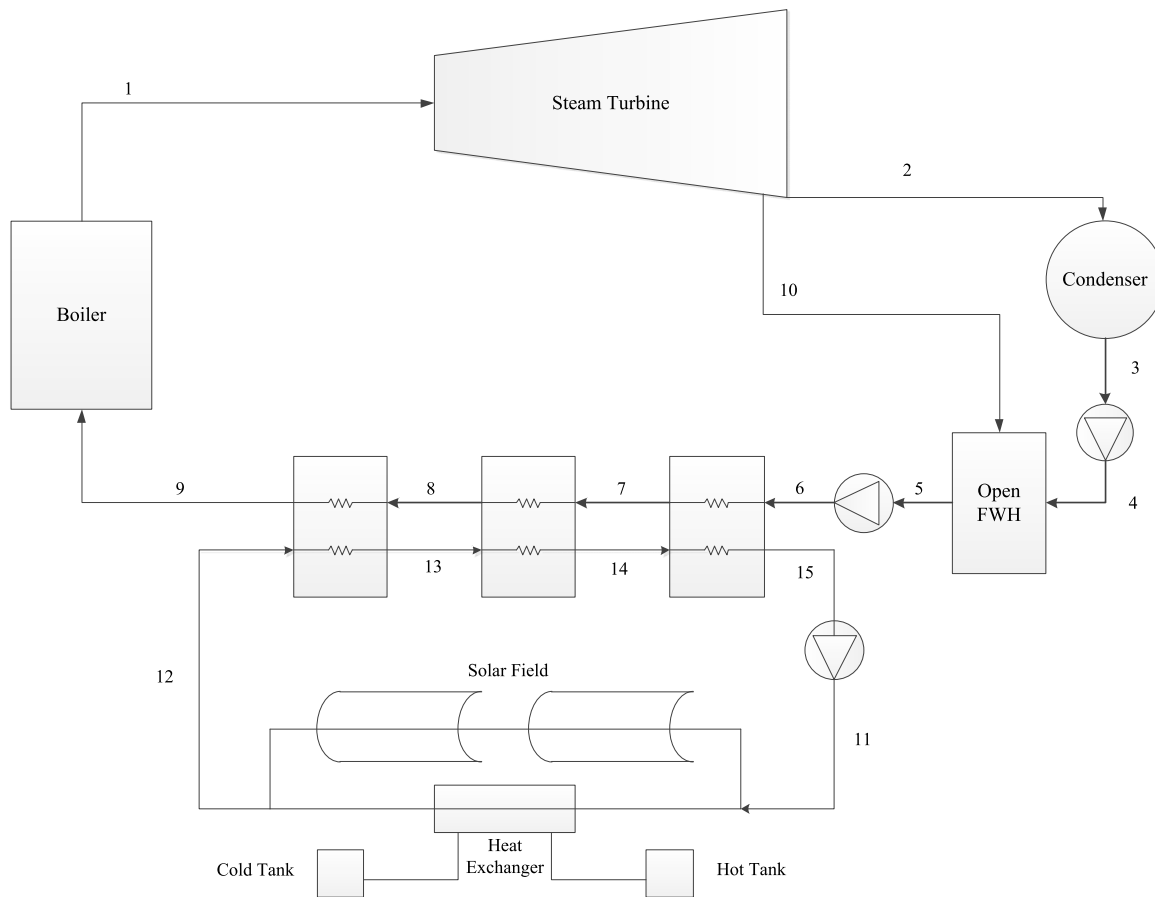 1
Steam Turbine
2
10
Condenser
Boiler
3
9
8
7
6
5
Open
FWH
4
13
14
15
12
Solar Field
11
Heat
Exchanger
Cold Tank
Hot Tank